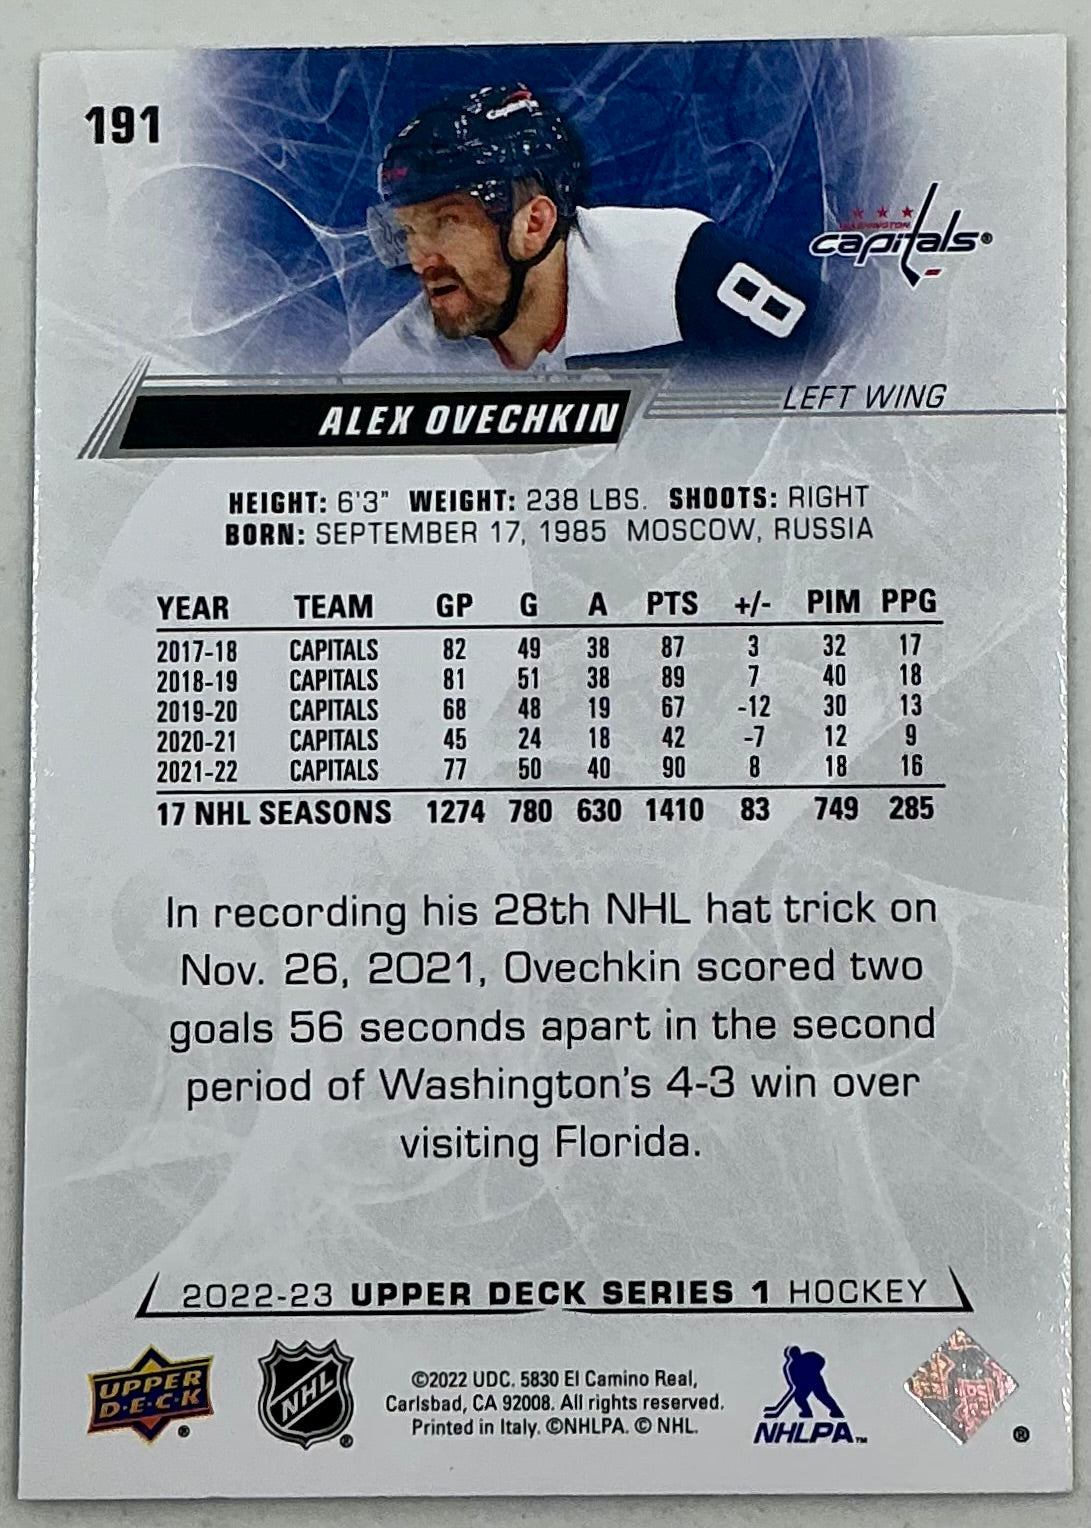 191
WASHINGTON
capitals®
8
ALEX OVECHKIN
LEFT WING
HEIGHT: 6'3" WEIGHT: 238 LBS. SHOOTS: RIGHT
BORN: SEPTEMBER 17, 1985 MOSCOW, RUSSIA
YEAR TEAM GP G A PTS +/- PIM PPG
2017-18 CAPITALS 82 49 38 87 3 32 17
2018-19 CAPITALS 81 51 38 89 7 40 18
2019-20 CAPITALS 68 48 19 67 -12 30 13
2020-21 CAPITALS 45 24 18 42 -7 12 9
2021-22 CAPITALS 77 50 40 90 8 18 16
17 NHL SEASONS 1274 780 630 1410 83 749 285
In recording his 28th NHL hat trick on
Nov. 26, 2021, Ovechkin scored two
goals 56 seconds apart in the second
period of Washington's 4-3 win over
visiting Florida.
2022-23 UPPER DECK SERIES 1 HOCKEY
UPPER
D·E·C·K ®
NHL ®
©2022 UDC. 5830 El Camino Real,
Carlsbad, CA 92008. All rights reserved.
Printed in Italy. ©NHLPA. © NHL.
NHLPA™
®